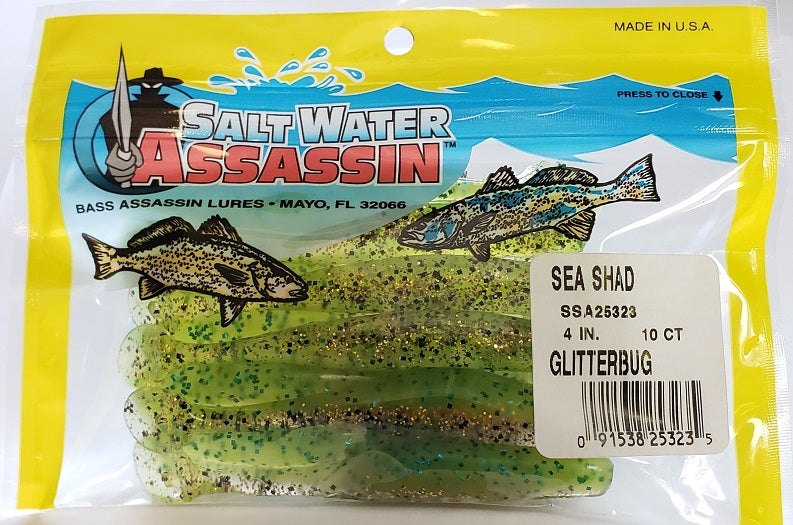 MADE IN U.S.A.
PRESS TO CLOSE
SALT WATER
ASSASSIN™
BASS ASSASSIN LURES • MAYO, FL 32066
SEA SHAD
SSA25323
4 IN. 10 CT
GLITTERBUG
0 91538 25323 5